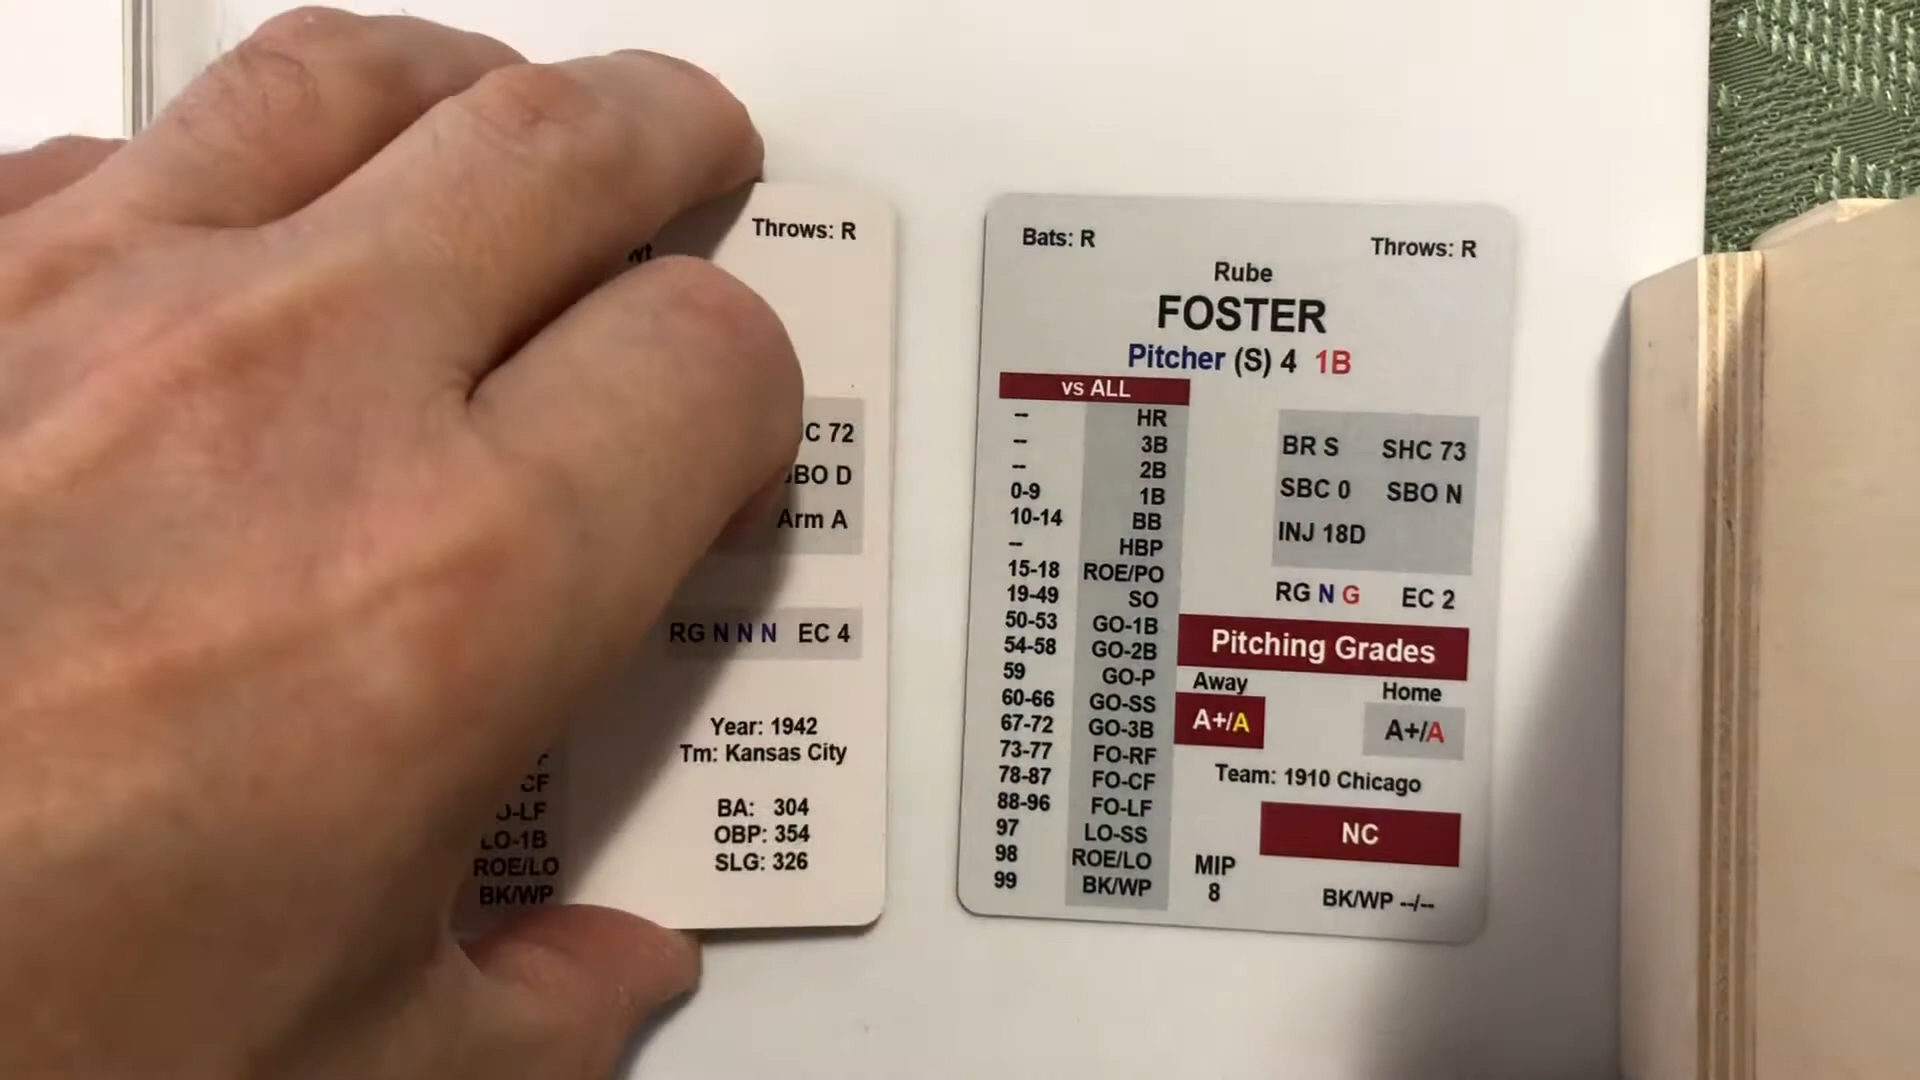 Throws: R
C 72
BO D
Arm A
RG N N N EC 4
Year: 1942
Tm: Kansas City
BA: 304
OBP: 354
SLG: 326
CF
-LF
LO-1B
ROE/LO
BK/WP
Bats: R Throws: R
Rube
FOSTER
Pitcher (S) 4 1B
vs ALL
-- HR
-- 3B
-- 2B
0-9 1B
10-14 BB
-- HBP
15-18 ROE/PO
19-49 SO
50-53 GO-1B
54-58 GO-2B
59 GO-P
60-66 GO-SS
67-72 GO-3B
73-77 FO-RF
78-87 FO-CF
88-96 FO-LF
97 LO-SS
98 ROE/LO
99 BK/WP
BR S SHC 73
SBC 0 SBO N
INJ 18D
RG N G EC 2
Pitching Grades
Away Home
A+/A A+/A
Team: 1910 Chicago
NC
MIP
8
BK/WP --/--